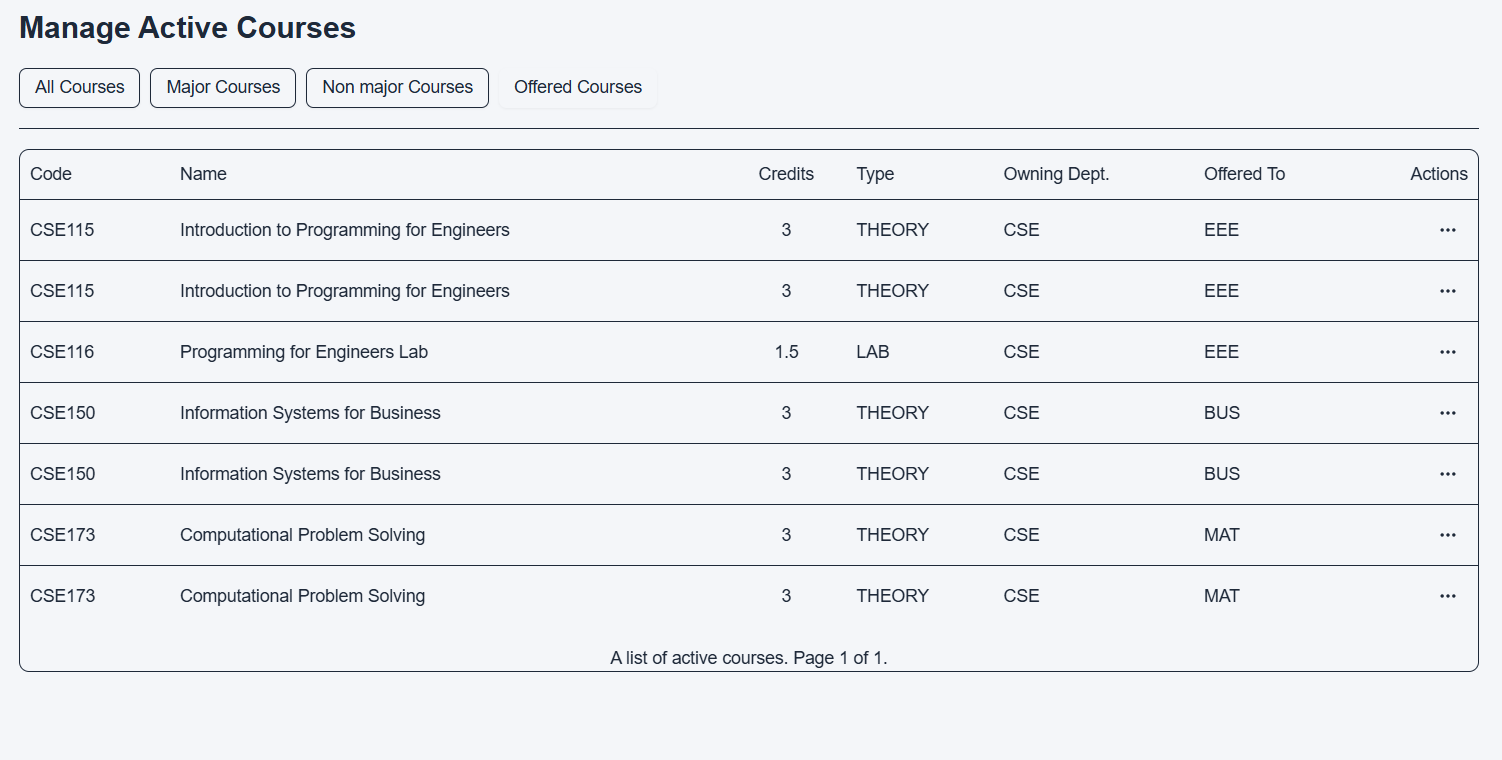 Manage Active Courses
All Courses Major Courses Non major Courses Offered Courses
Code Name Credits Type Owning Dept. Offered To Actions
CSE115 Introduction to Programming for Engineers 3 THEORY CSE EEE
CSE115 Introduction to Programming for Engineers 3 THEORY CSE EEE
CSE116 Programming for Engineers Lab 1.5 LAB CSE EEE
CSE150 Information Systems for Business 3 THEORY CSE BUS
CSE150 Information Systems for Business 3 THEORY CSE BUS
CSE173 Computational Problem Solving 3 THEORY CSE MAT
CSE173 Computational Problem Solving 3 THEORY CSE MAT
A list of active courses. Page 1 of 1.